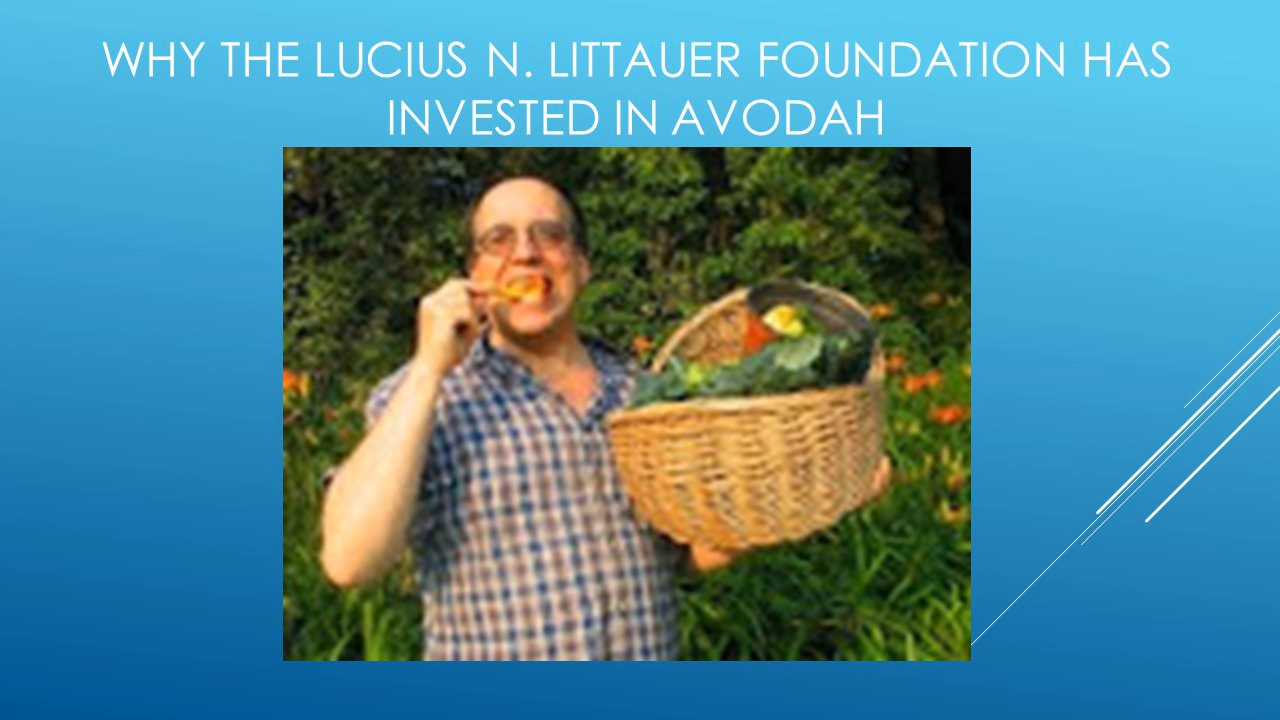 WHY THE LUCIUS N. LITTAUER FOUNDATION HAS
INVESTED IN AVODAH